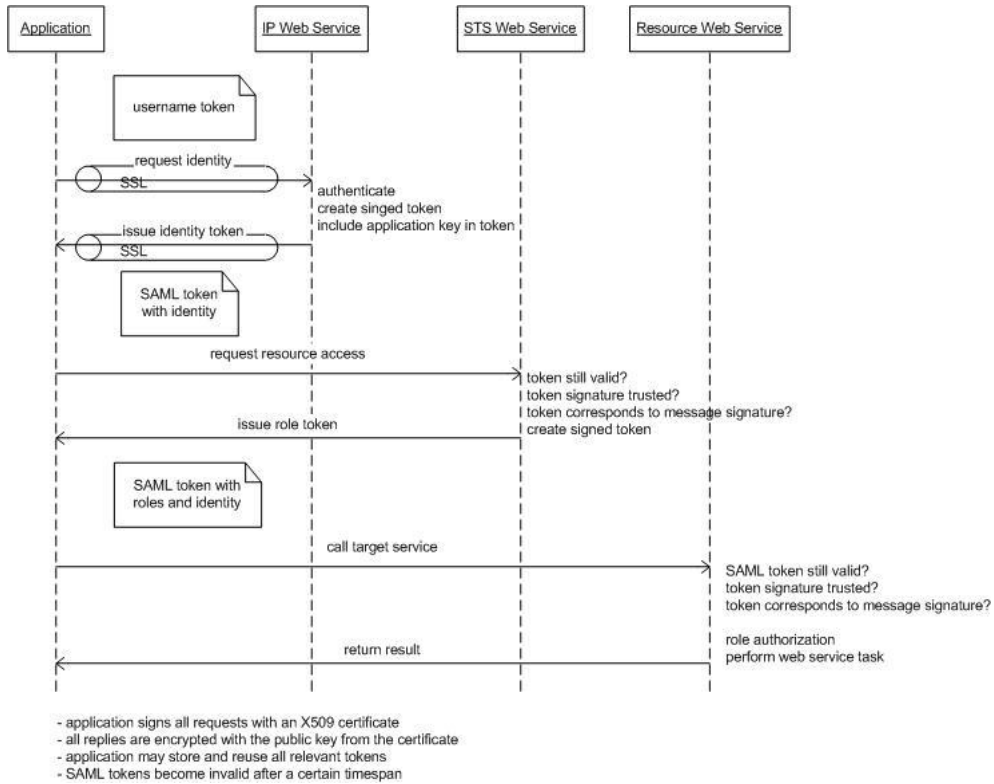 Application
IP Web Service
STS Web Service
Resource Web Service
username token
request identity
SSL
authenticate
create singed token
include application key in token
issue identity token
SSL
SAML token
with identity
request resource access
token still valid?
token signature trusted?
token corresponds to message signature?
create signed token
issue role token
SAML token with
roles and identity
call target service
SAML token still valid?
token signature trusted?
token corresponds to message signature?
role authorization
perform web service task
return result
- application signs all requests with an X509 certificate
- all replies are encrypted with the public key from the certificate
- application may store and reuse all relevant tokens
- SAML tokens become invalid after a certain timespan